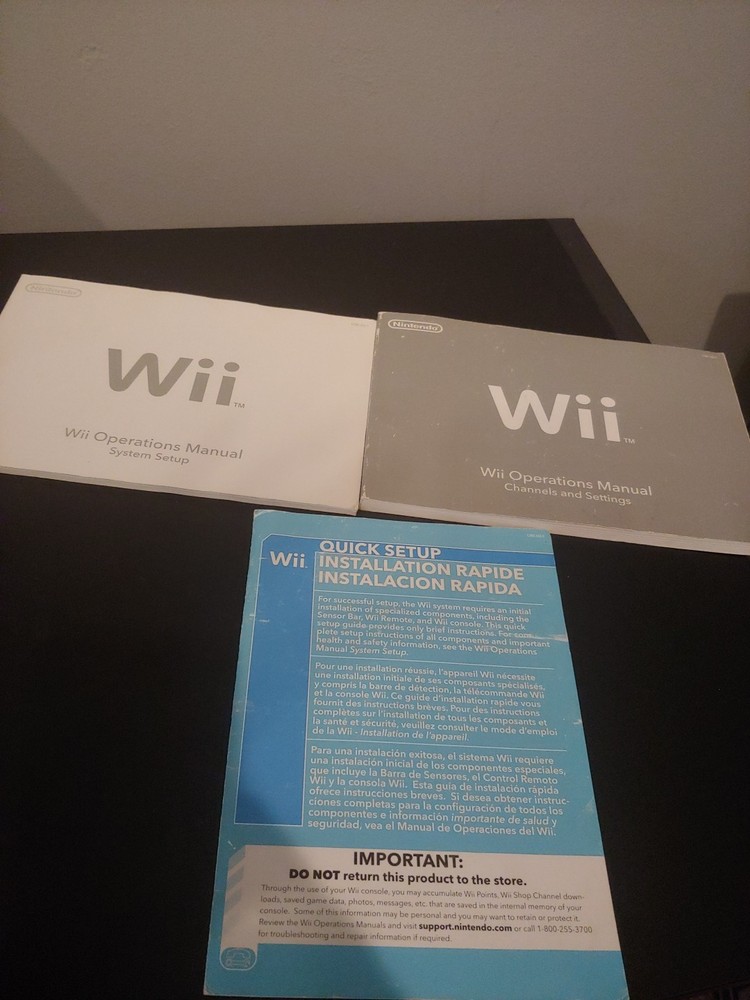 Nintendo
Wii
TM
Wii Operations Manual
System Setup
Nintendo
Wii
TM
Wii Operations Manual
Channels and Settings
Wii
QUICK SETUP
INSTALLATION RAPIDE
INSTALACION RAPIDA
For successful setup, the Wii system requires an initial
installation of specialized components, including the
Sensor Bar, Wii Remote, and Wii console. This quick
setup guide provides only brief instructions. For com-
plete setup instructions of all components and important
health and safety information, see the Wii Operations
Manual System Setup.
Pour une installation réussie, l'appareil Wii nécessite
une installation initiale de ses composants spécialisés,
y compris la barre de détection, la télécommande Wii
et la console Wii. Ce guide d'installation rapide vous
fournit des instructions brèves. Pour des instructions
complètes sur l'installation de tous les composants et
la santé et sécurité, veuillez consulter le mode d'emploi
de la Wii - Installation de l'appareil.
Para una instalación exitosa, el sistema Wii requiere
una instalación inicial de los componentes especiales,
que incluye la Barra de Sensores, el Control Remoto
Wii y la consola Wii. Esta guía de instalación rápida
ofrece instrucciones breves. Si desea obtener instruc-
ciones completas para la configuración de todos los
componentes e información importante de salud y
seguridad, vea el Manual de Operaciones del Wii.
IMPORTANT:
DO NOT return this product to the store.
Through the use of your Wii console, you may accumulate Wii Points, Wii Shop Channel down-
loads, saved game data, photos, messages, etc. that are saved in the internal memory of your
console. Some of this information may be personal and you may want to retain or protect it.
Review the Wii Operations Manuals and visit support.nintendo.com or call 1-800-255-3700
for troubleshooting and repair information if required.